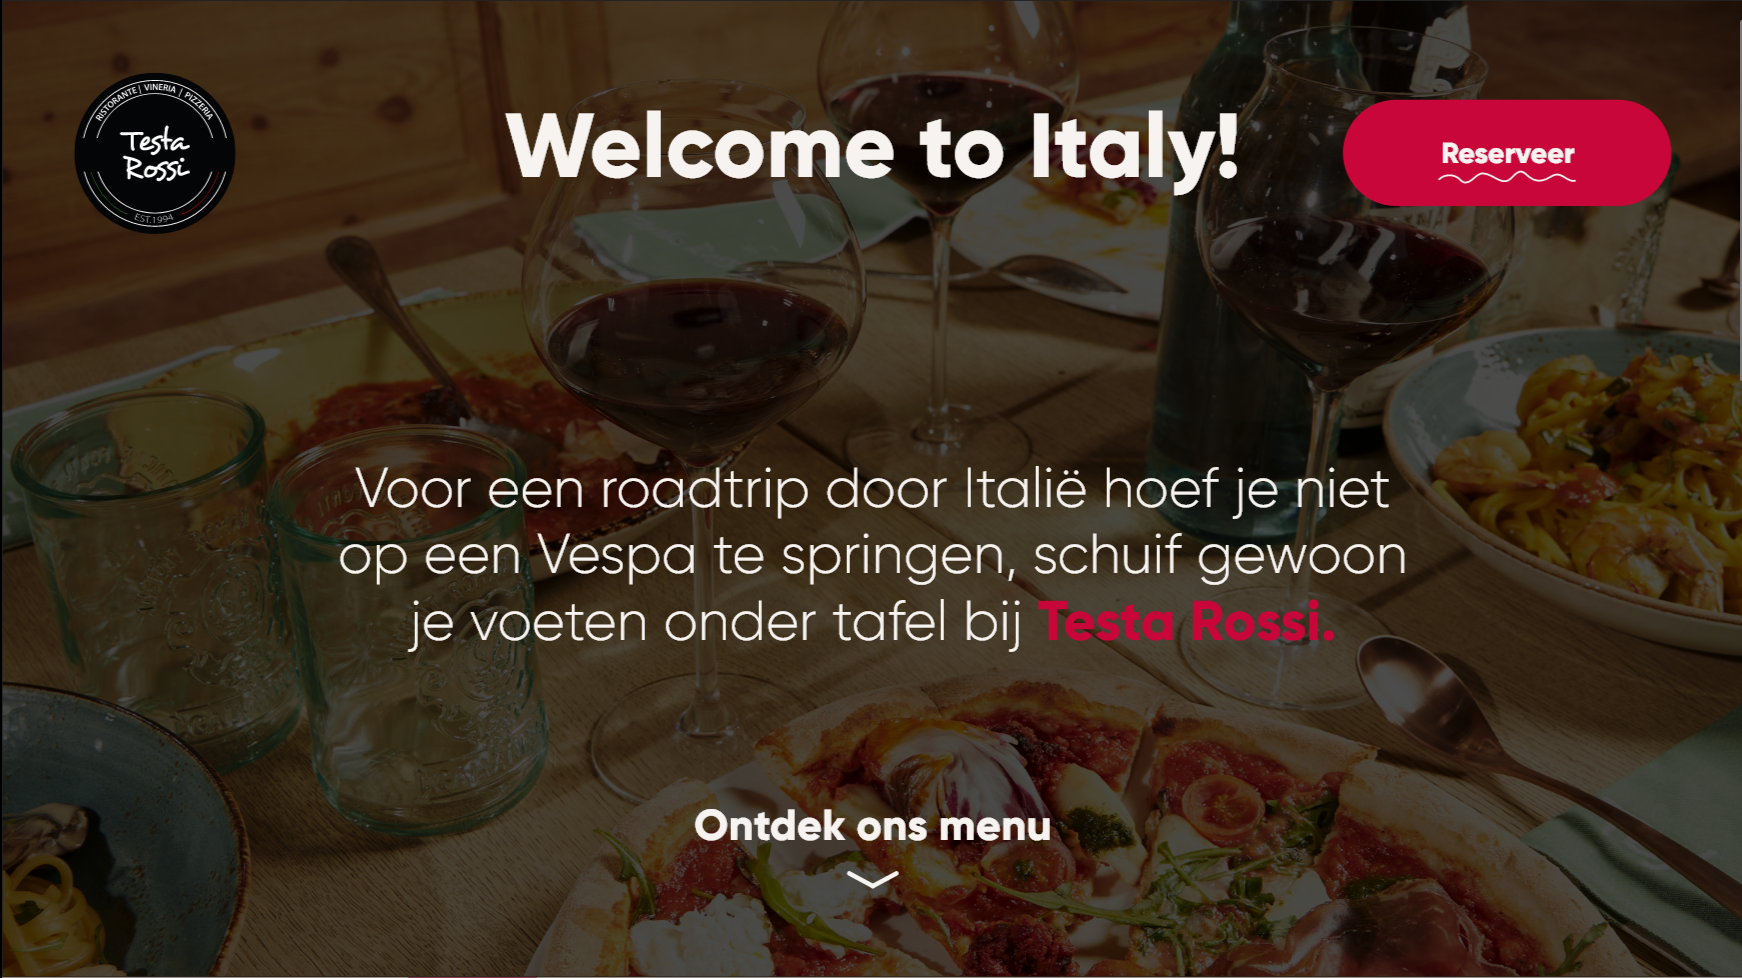 RISTORANTE | VINERIA | PIZZERIA
Testa
Rossi
EST.1994
Welcome to Italy!
Reserveer
Voor een roadtrip door Italië hoef je niet
op een Vespa te springen, schuif gewoon
je voeten onder tafel bij Testa Rossi.
Ontdek ons menu